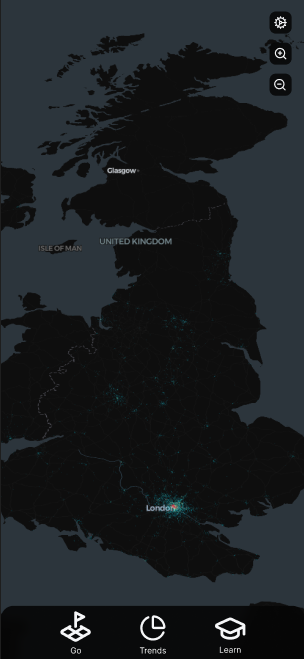 Glasgow
UNITED KINGDOM
ISLE OF MAN
London
Go
Trends
Learn